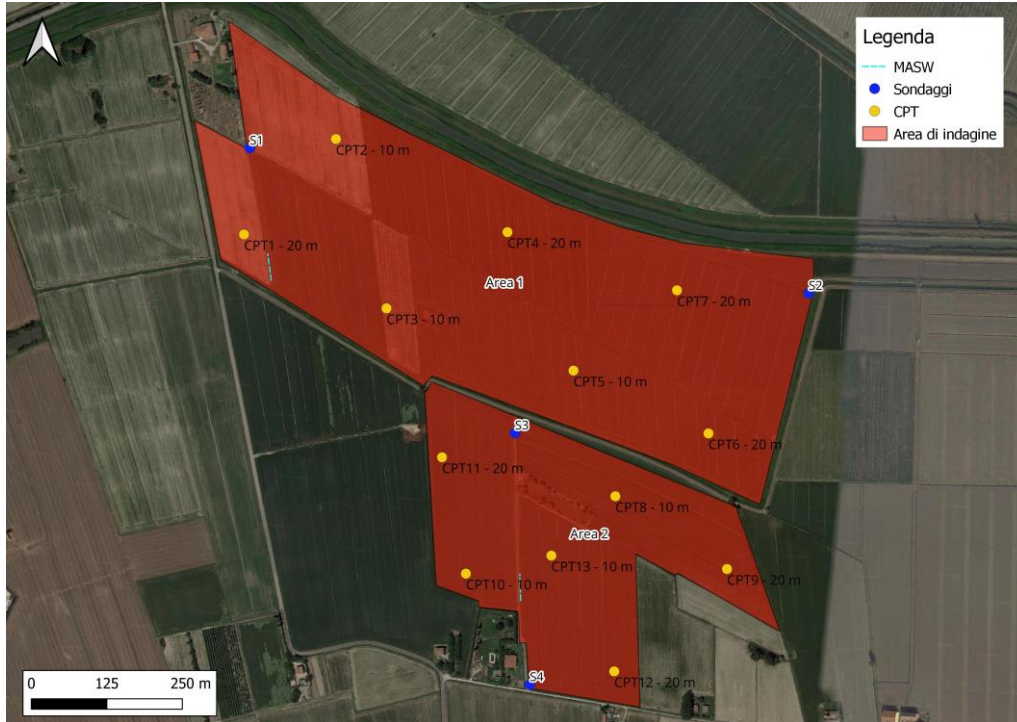 Legenda
MASW
Sondaggi
CPT
Area di indagine
S1
CPT2 - 10 m
CPT1 - 20 m
CPT4 - 20 m
Area 1
CPT7 - 20 m
S2
CPT3 - 10 m
CPT5 - 10 m
S3
CPT6 - 20 m
CPT11 - 20 m
CPT8 - 10 m
Area 2
CPT13 - 10 m
CPT9 - 20 m
CPT10 - 10 m
S4
CPT12 - 20 m
0 125 250 m